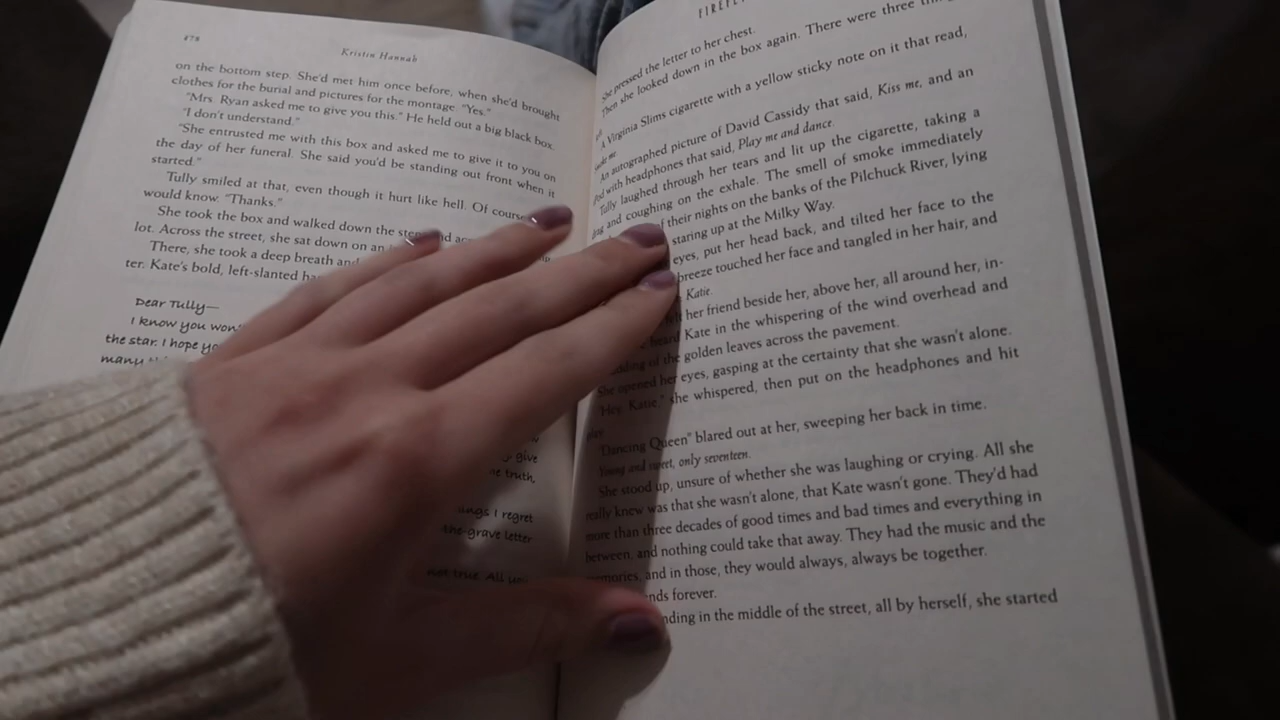 478
Kristin Hannah
on the bottom step. She'd met him once before, when she'd brought
clothes for the burial and pictures for the montage. "Yes."
"Mrs. Ryan asked me to give you this." He held out a big black box.
"I don't understand."
"She entrusted me with this box and asked me to give it to you on
the day of her funeral. She said you'd be standing out front when it
started."
Tully smiled at that, even though it hurt like hell. Of course
would know. "Thanks."
She took the box and walked down the steps and
lot. Across the street, she sat down on an
There, she took a deep breath and
ter. Kate's bold, left-slanted
Dear Tully—
I know you
the star. I hope
many
give
truth,
I regret
the-grave letter
not true. All
FIREFLY
She pressed the letter to her chest.
Then she looked down in the box again. There were three
A Virginia Slims cigarette with a yellow sticky note on it that read,
me.
An autographed picture of David Cassidy that said, Kiss me, and an
iPod with headphones that said, Play me and dance.
Tully laughed through her tears and lit up the cigarette, taking a
drag and coughing on the exhale. The smell of smoke immediately
of their nights on the banks of the Pilchuck River, lying
staring up at the Milky Way.
eyes, put her head back, and tilted her face to the
breeze touched her face and tangled in her hair, and
Katie.
her friend beside her, above her, all around her, in-
heard Kate in the whispering of the wind overhead and
of the golden leaves across the pavement.
She opened her eyes, gasping at the certainty that she wasn't alone.
"Hey, Katie," she whispered, then put on the headphones and hit
play.
"Dancing Queen" blared out at her, sweeping her back in time.
Young and sweet, only seventeen.
She stood up, unsure of whether she was laughing or crying. All she
really knew was that she wasn't alone, that Kate wasn't gone. They'd had
more than three decades of good times and bad times and everything in
between, and nothing could take that away. They had the music and the
memories, and in those, they would always, always be together.
forever.
in the middle of the street, all by herself, she started